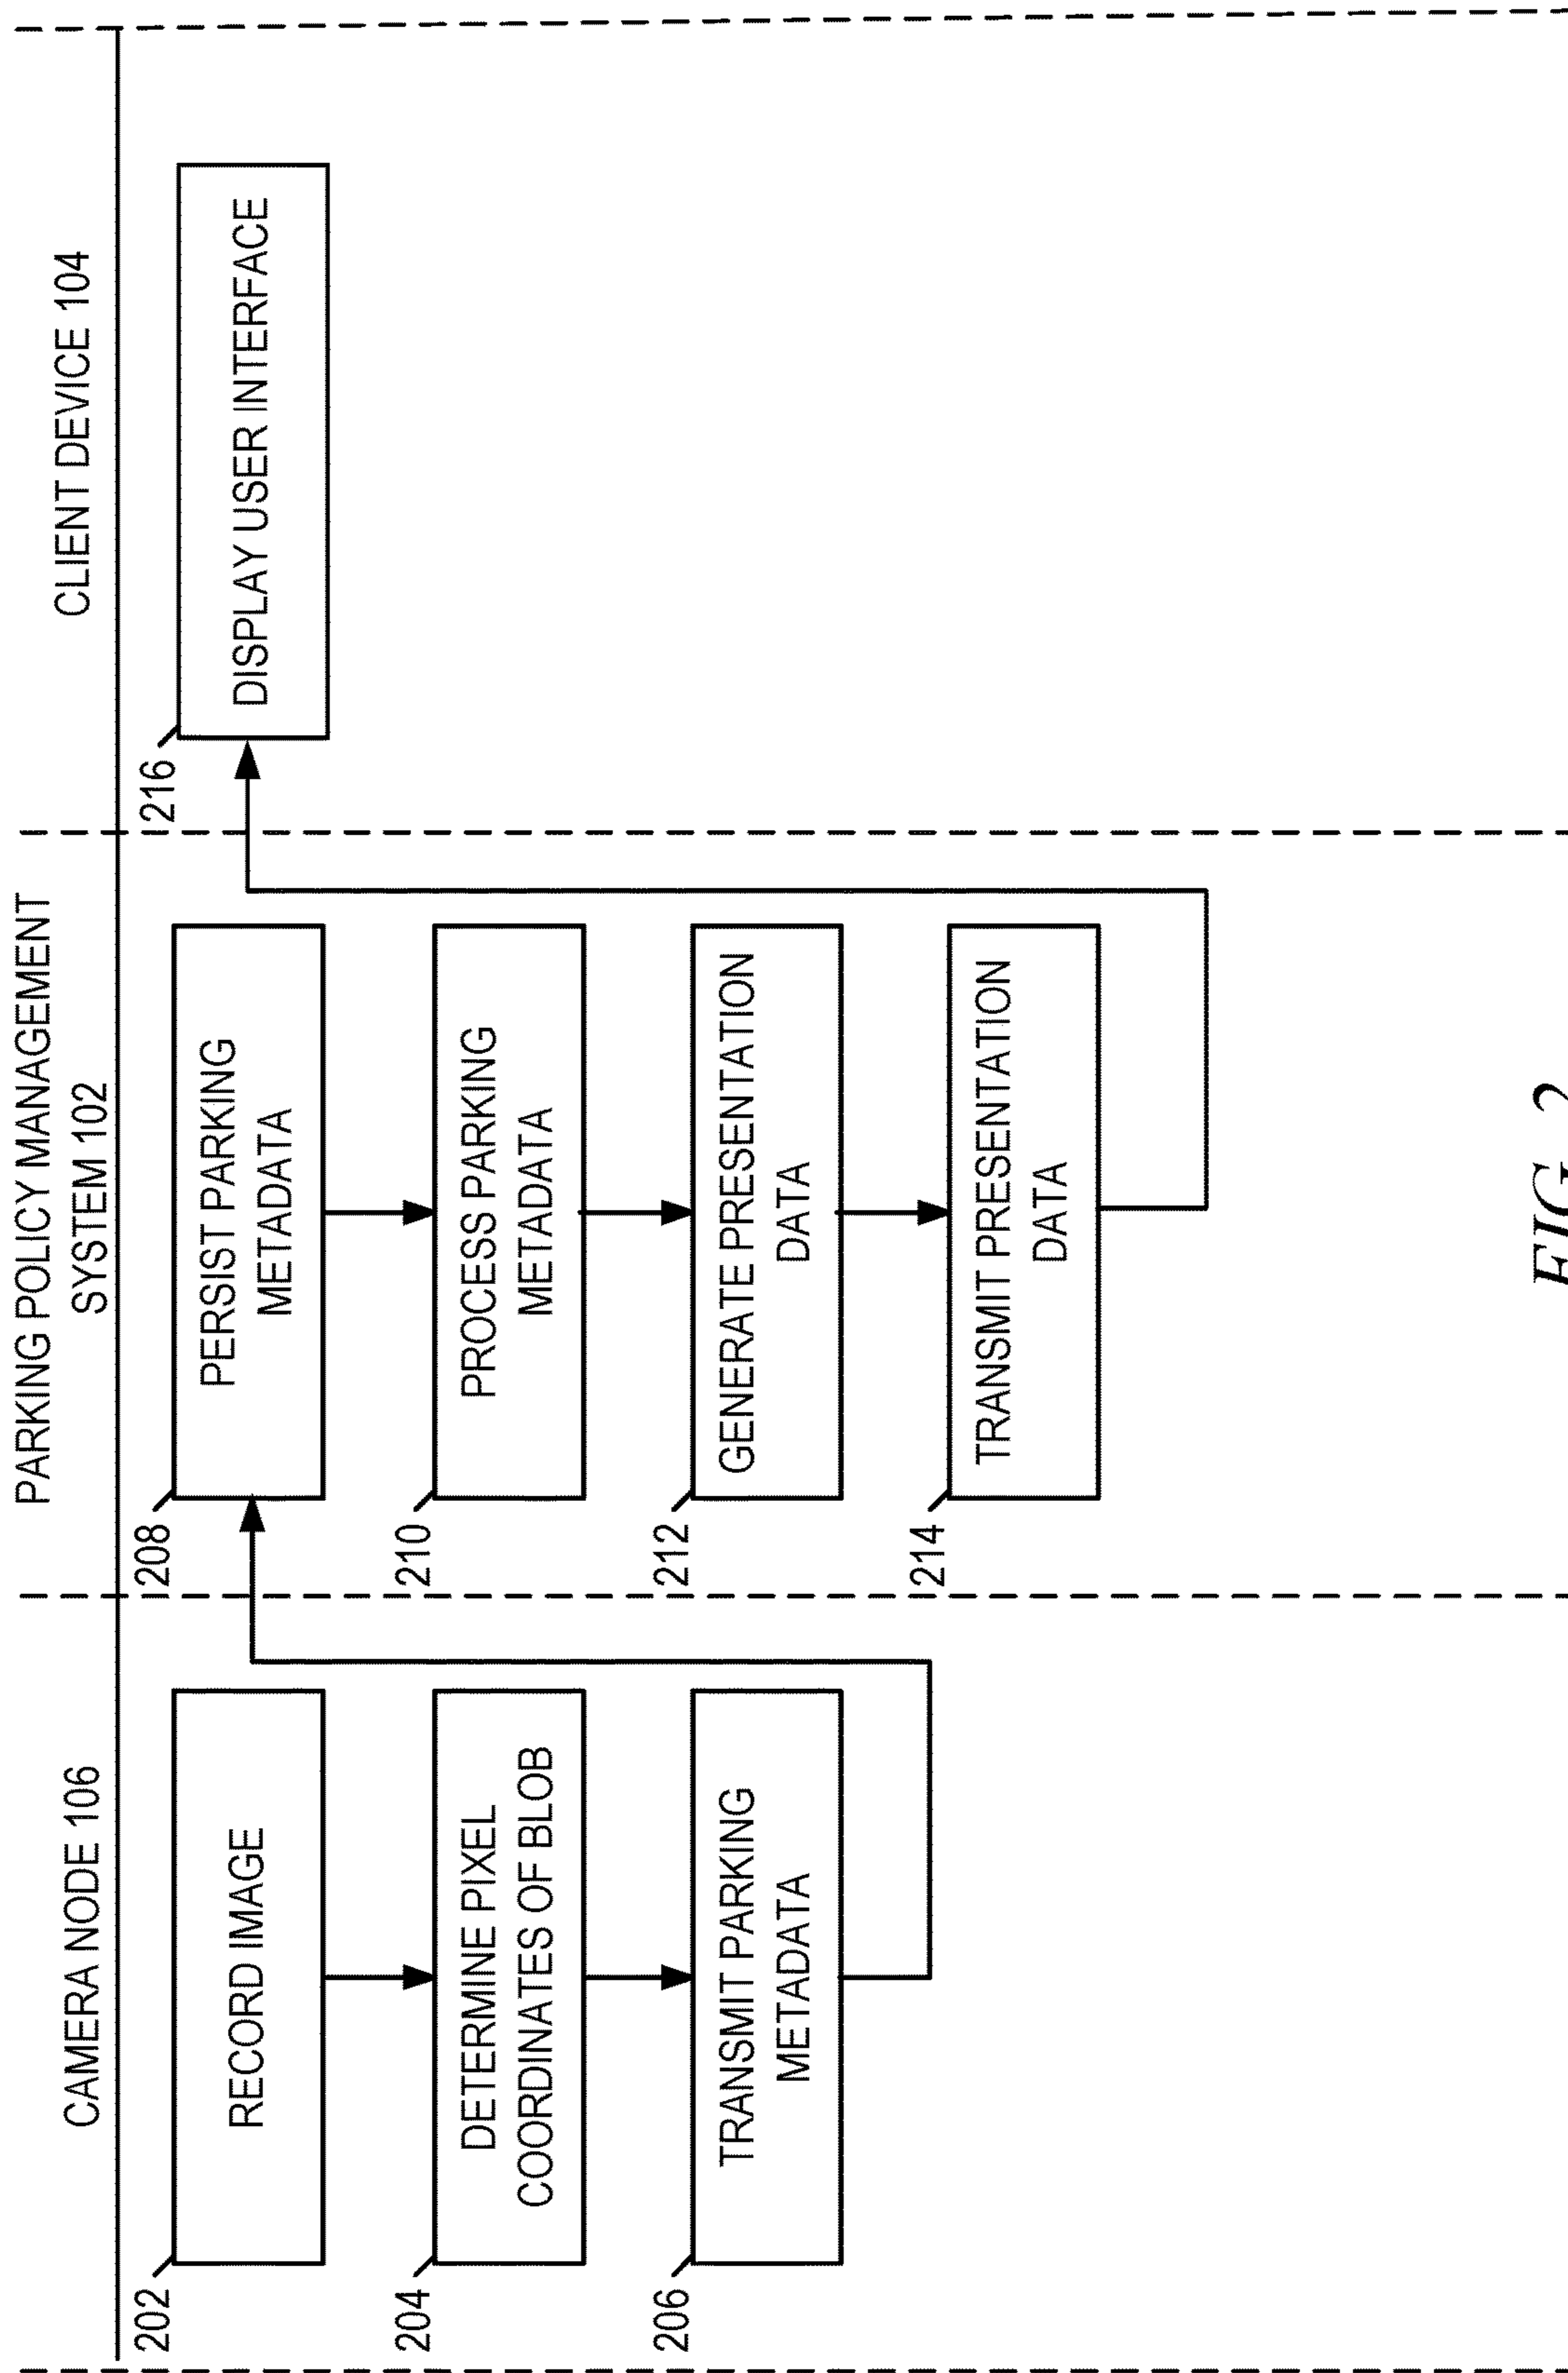 CAMERA NODE 106
PARKING POLICY MANAGEMENT
SYSTEM 102
CLIENT DEVICE 104
202
RECORD IMAGE
204
DETERMINE PIXEL
COORDINATES OF BLOB
206
TRANSMIT PARKING
METADATA
208
PERSIST PARKING
METADATA
210
PROCESS PARKING
METADATA
212
GENERATE PRESENTATION
DATA
214
TRANSMIT PRESENTATION
DATA
216
DISPLAY USER INTERFACE
FIG. 2